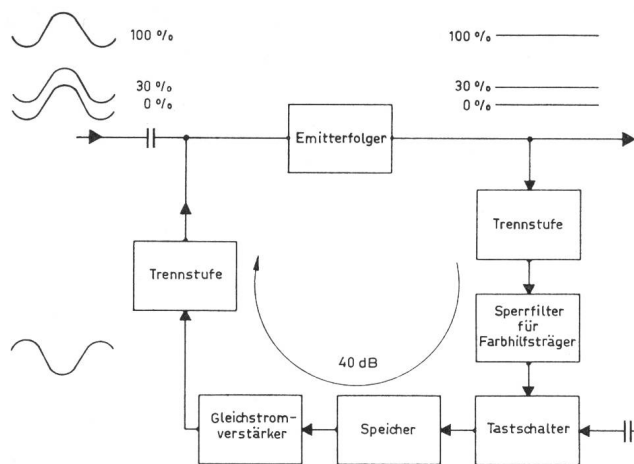 100 %
100 %
30 %
0 %
30 %
0 %
Emitterfolger
Trennstufe
Trennstufe
Sperrfilter
für
Farbhilfsträger
40 dB
Gleichstrom-
verstärker
Speicher
Tastschalter